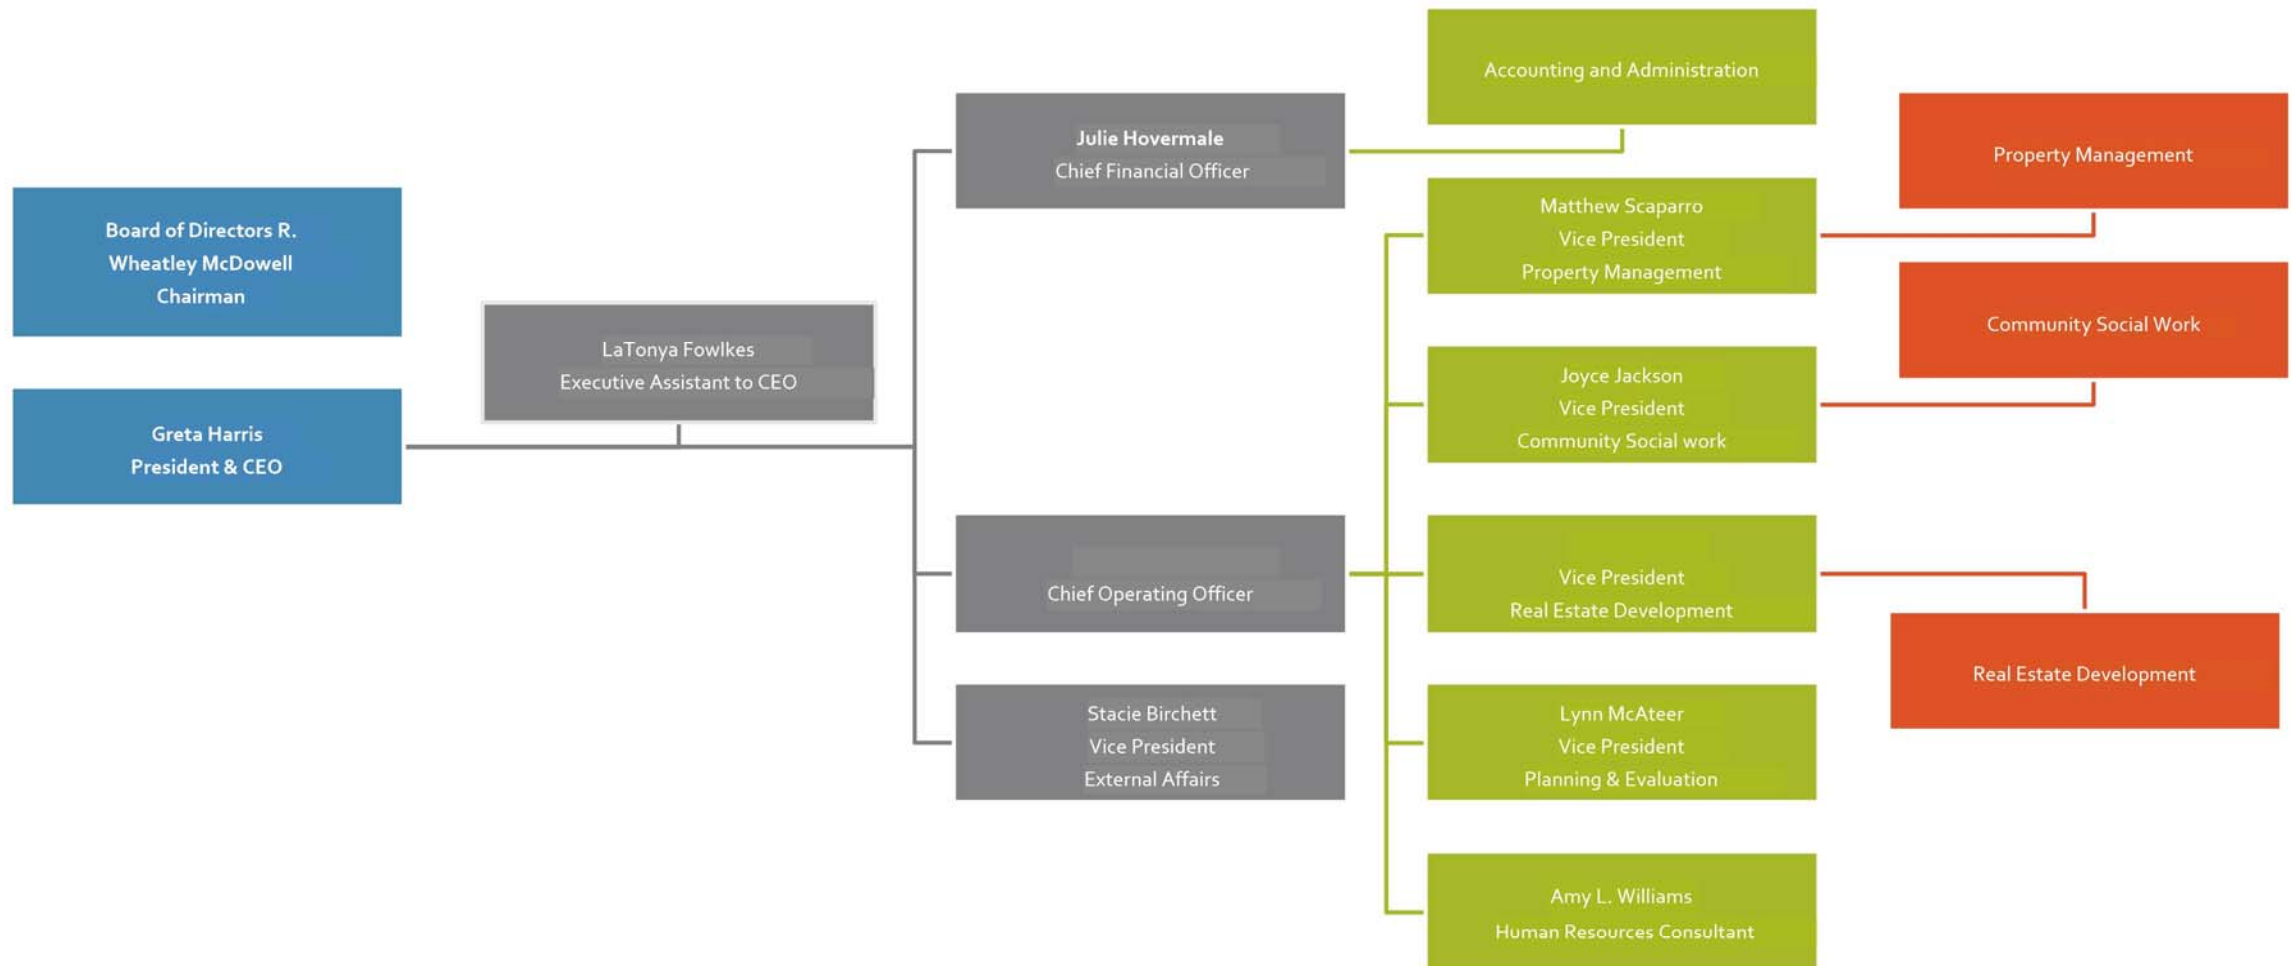 Board of Directors R.
Wheatley McDowell
Chairman
Greta Harris
President & CEO
LaTonya Fowlkes
Executive Assistant to CEO
Julie Hovermale
Chief Financial Officer
Chief Operating Officer
Stacie Birchett
Vice President
External Affairs
Accounting and Administration
Matthew Scaparro
Vice President
Property Management
Joyce Jackson
Vice President
Community Social work
Vice President
Real Estate Development
Lynn McAteer
Vice President
Planning & Evaluation
Amy L. Williams
Human Resources Consultant
Property Management
Community Social Work
Real Estate Development